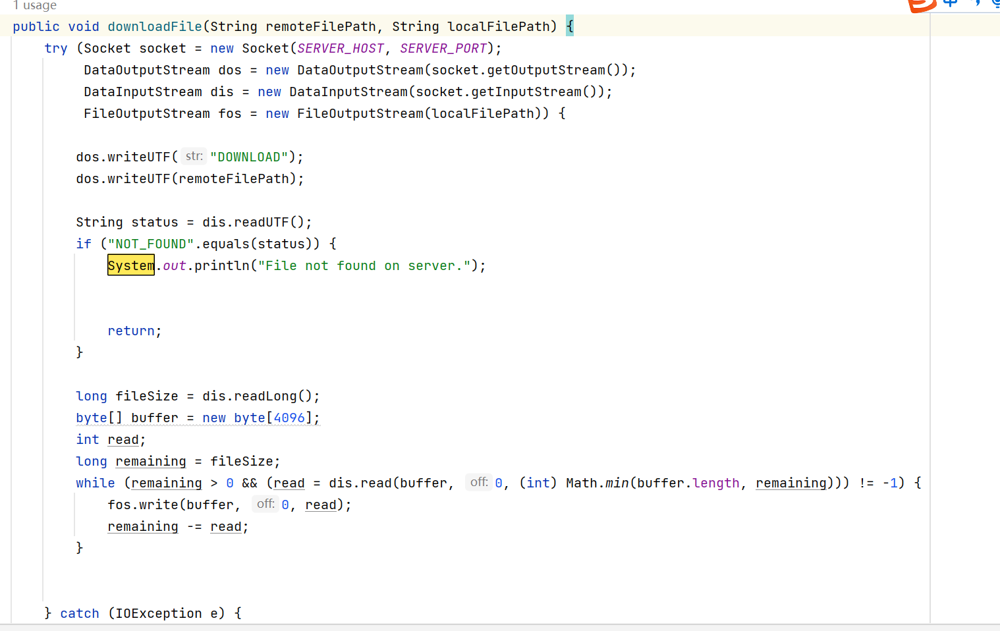 1 usage
public void downloadFile(String remoteFilePath, String localFilePath) {
try (Socket socket = new Socket(SERVER_HOST, SERVER_PORT);
DataOutputStream dos = new DataOutputStream(socket.getOutputStream());
DataInputStream dis = new DataInputStream(socket.getInputStream());
FileOutputStream fos = new FileOutputStream(localFilePath)) {
dos.writeUTF( str: "DOWNLOAD");
dos.writeUTF(remoteFilePath);
String status = dis.readUTF();
if ("NOT_FOUND".equals(status)) {
System.out.println("File not found on server.");
return;
}
long fileSize = dis.readLong();
byte[] buffer = new byte[4096];
int read;
long remaining = fileSize;
while (remaining > 0 && (read = dis.read(buffer, off: 0, (int) Math.min(buffer.length, remaining))) != -1) {
fos.write(buffer, off: 0, read);
remaining -= read;
}
} catch (IOException e) {